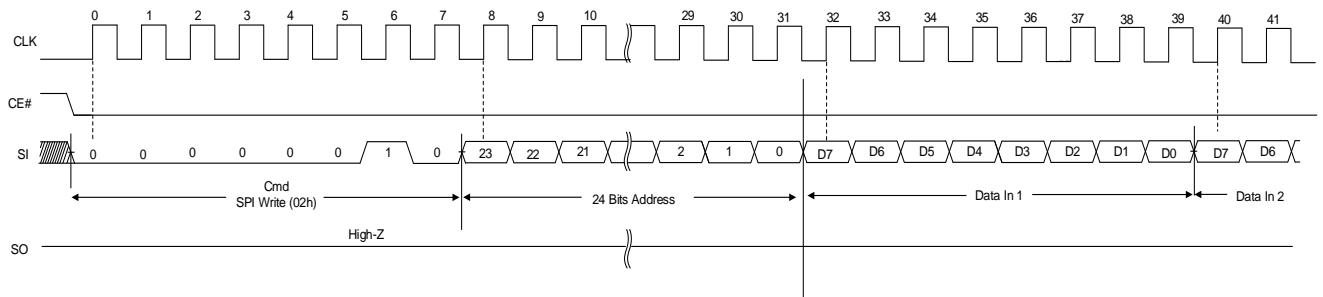 0 1 2 3 4 5 6 7 8 9 10 29 30 31 32 33 34 35 36 37 38 39 40 41
CLK
CE#
SI 0 0 0 0 0 0 1 0 23 22 21 2 1 0 D7 D6 D5 D4 D3 D2 D1 D0 D7 D6
Cmd
SPI Write (02h)
24 Bits Address
Data In 1
Data In 2
High-Z
SO